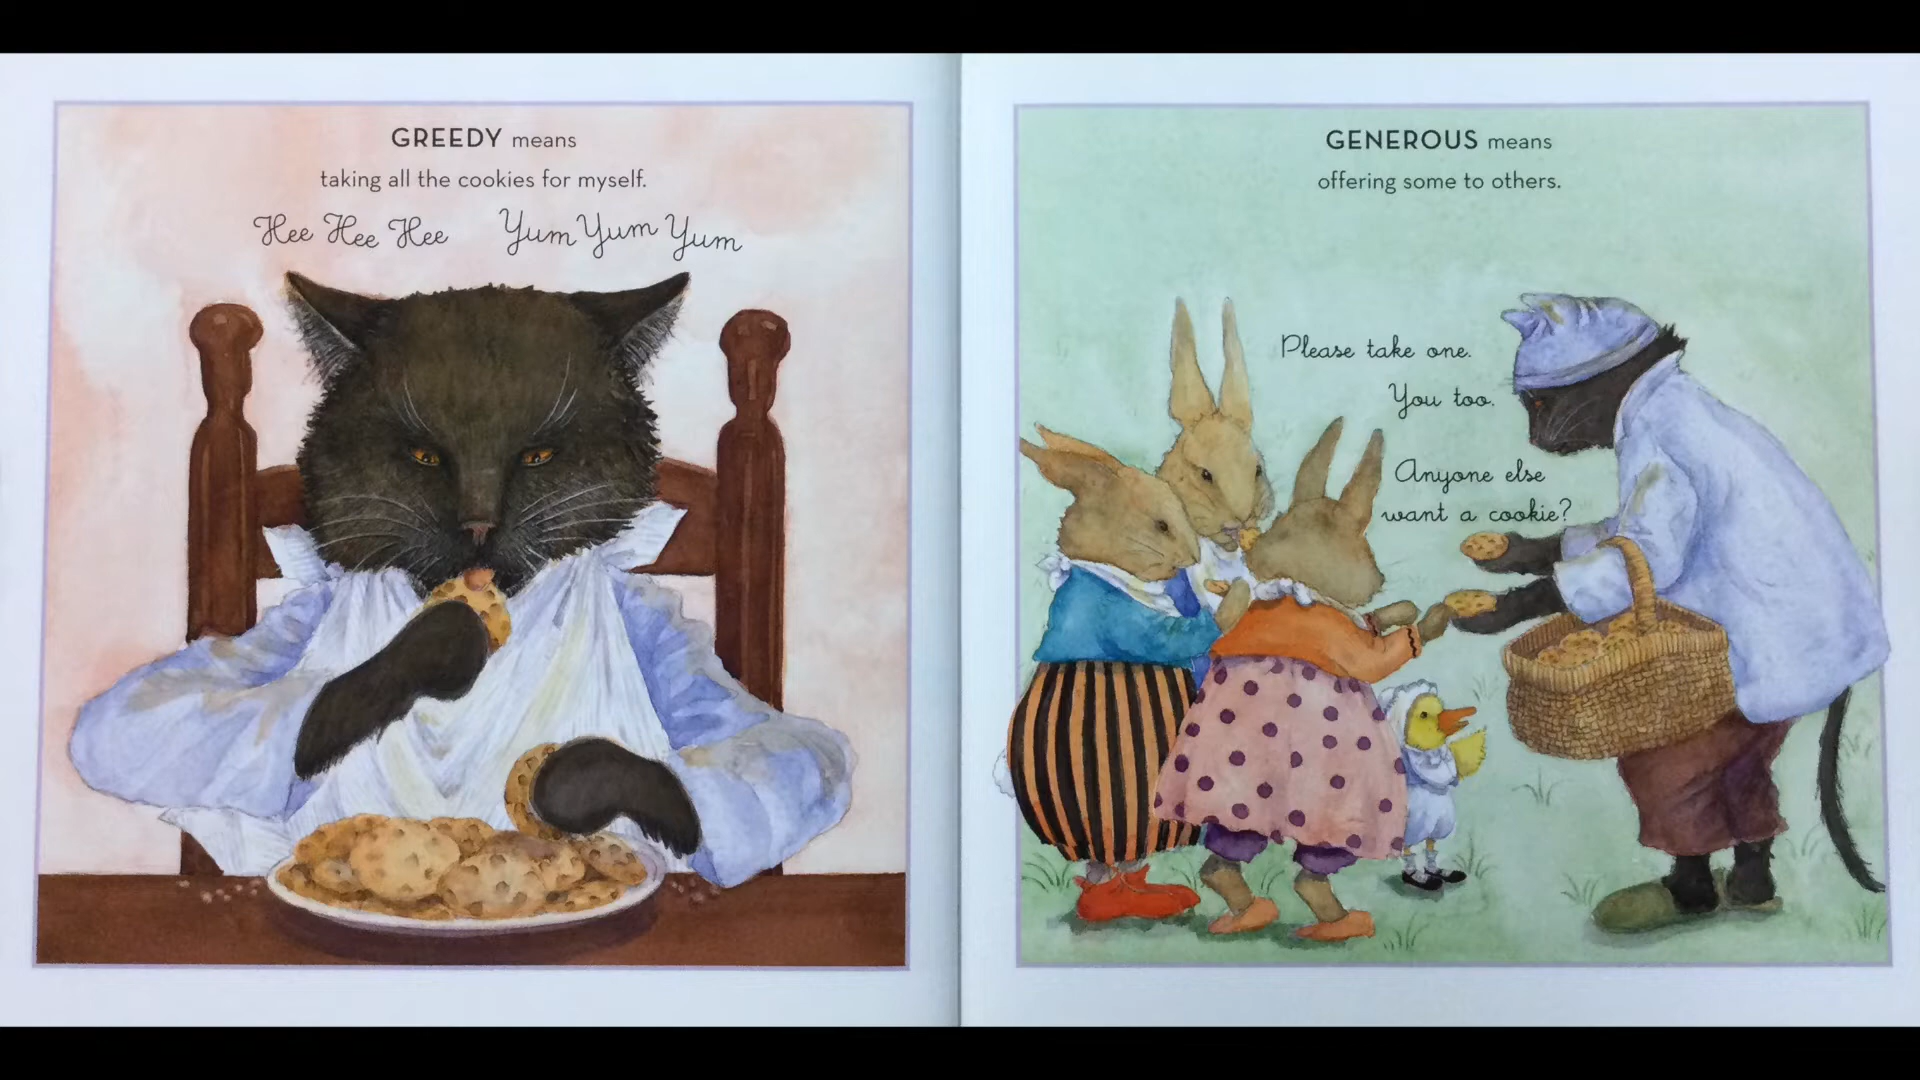 GREEDY means
taking all the cookies for myself.
Hee Hee Hee Yum Yum Yum
GENEROUS means
offering some to others.
Please take one.
You too.
Anyone else
want a cookie?